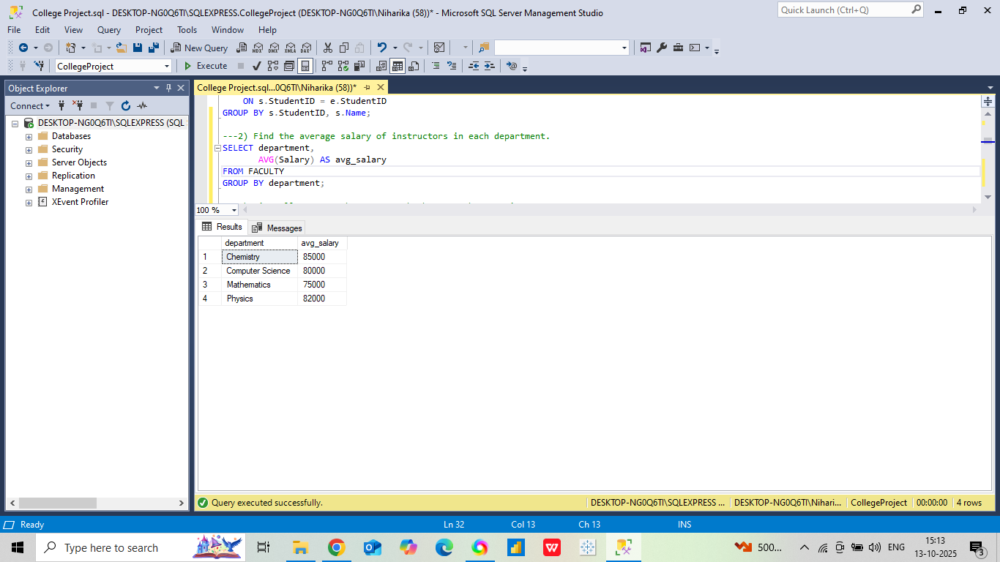 College Project.sql - DESKTOP-NG0Q6TI\SQLEXPRESS.CollegeProject (DESKTOP-NG0Q6TI\Niharika (58))* - Microsoft SQL Server Management Studio
Quick Launch (Ctrl+Q)
File Edit View Query Project Tools Window Help
New Query MDX DMX XMLA DAX
CollegeProject Execute
Object Explorer
College Project.sql...0Q6TI\Niharika (58))*
Connect
DESKTOP-NG0Q6TI\SQLEXPRESS (SQL
Databases
Security
Server Objects
Replication
Management
XEvent Profiler
ON s.StudentID = e.StudentID
GROUP BY s.StudentID, s.Name;
---2) Find the average salary of instructors in each department.
SELECT department,
AVG(Salary) AS avg_salary
FROM FACULTY
GROUP BY department;
100 %
Results Messages
department avg_salary
1 Chemistry 85000
2 Computer Science 80000
3 Mathematics 75000
4 Physics 82000
Query executed successfully.
DESKTOP-NG0Q6TI\SQLEXPRESS ... DESKTOP-NG0Q6TI\Nihari... CollegeProject 00:00:00 4 rows
Ready Ln 32 Col 13 Ch 13 INS
Type here to search
500...
ENG
15:13
13-10-2025
3